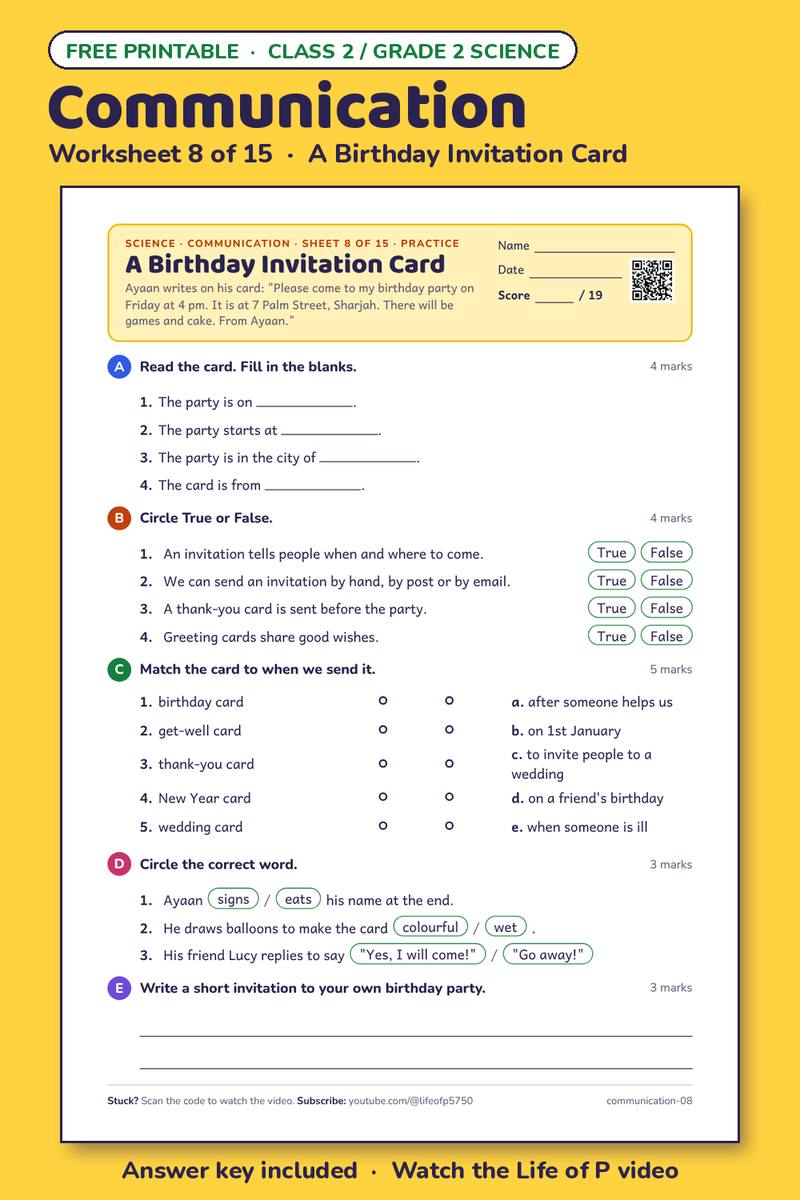 FREE PRINTABLE · CLASS 2 / GRADE 2 SCIENCE
Communication
Worksheet 8 of 15 · A Birthday Invitation Card
SCIENCE · COMMUNICATION · SHEET 8 OF 15 · PRACTICE
A Birthday Invitation Card
Ayaan writes on his card: "Please come to my birthday party on
Friday at 4 pm. It is at 7 Palm Street, Sharjah. There will be
games and cake. From Ayaan."
Name
Date
Score ______ / 19
A Read the card. Fill in the blanks. 4 marks
1. The party is on ______________.
2. The party starts at ______________.
3. The party is in the city of ______________.
4. The card is from ______________.
B Circle True or False. 4 marks
1. An invitation tells people when and where to come. True False
2. We can send an invitation by hand, by post or by email. True False
3. A thank-you card is sent before the party. True False
4. Greeting cards share good wishes. True False
C Match the card to when we send it. 5 marks
1. birthday card a. after someone helps us
2. get-well card b. on 1st January
3. thank-you card c. to invite people to a
wedding
4. New Year card d. on a friend's birthday
5. wedding card e. when someone is ill
D Circle the correct word. 3 marks
1. Ayaan signs / eats his name at the end.
2. He draws balloons to make the card colourful / wet .
3. His friend Lucy replies to say "Yes, I will come!" / "Go away!"
E Write a short invitation to your own birthday party. 3 marks
Stuck? Scan the code to watch the video. Subscribe: youtube.com/@lifeofp5750 communication-08
Answer key included · Watch the Life of P video